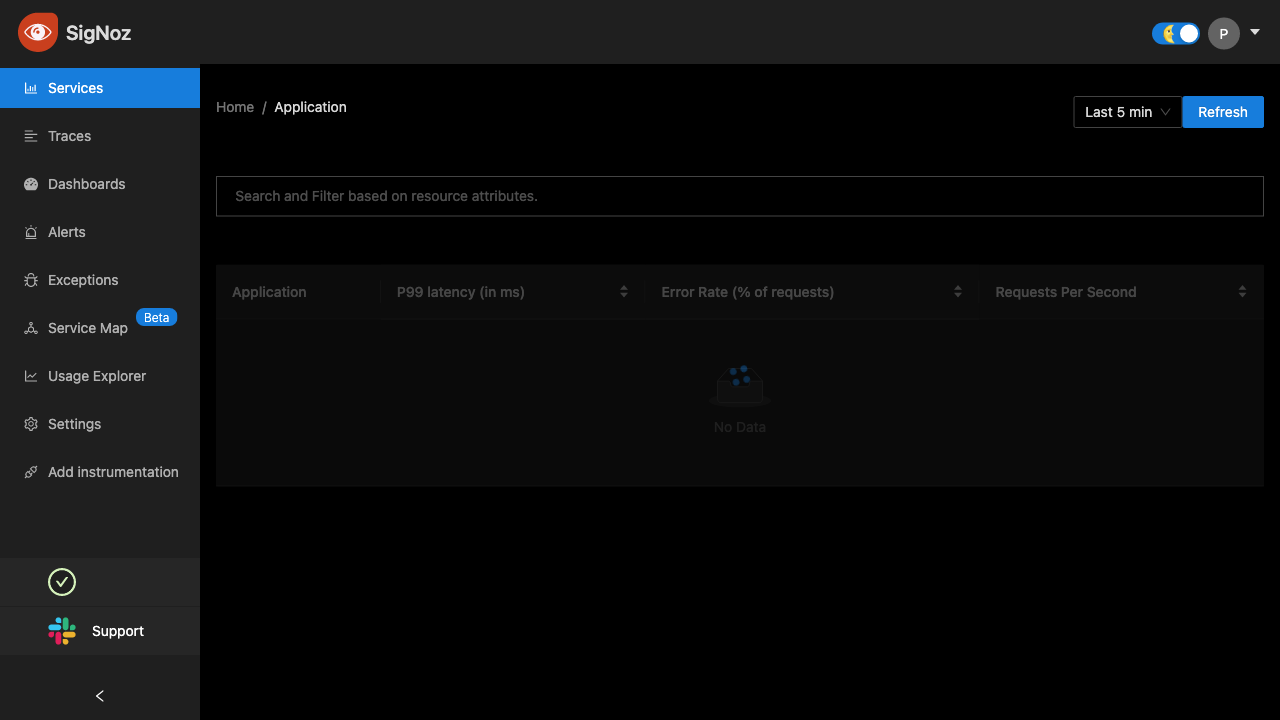 SigNoz
P
Services
Traces
Dashboards
Alerts
Exceptions
Service Map Beta
Usage Explorer
Settings
Add instrumentation
Support
Home / Application
Last 5 min Refresh
Search and Filter based on resource attributes.
Application P99 latency (in ms) Error Rate (% of requests) Requests Per Second
No Data